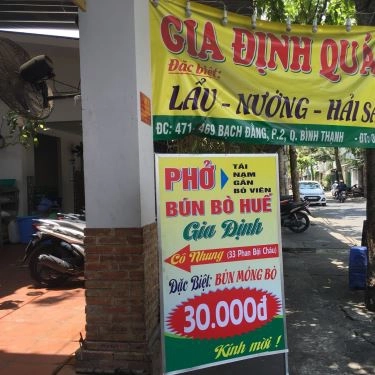 GIA ĐỊNH QUÁN
Đặc biệt:
LẨU - NƯỚNG - HẢI SẢ
ĐC: 471-469 BẠCH ĐẰNG, P.2, Q. BÌNH THẠNH - ĐT:
PHỞ
TÁI
NẠM
GÂN
BÒ VIÊN
BÚN BÒ HUẾ
Gia Định
Cô Nhung (33 Phan Bội Châu)
Đặc Biệt: BÚN MÓNG BÒ
30.000đ
Kính mời !